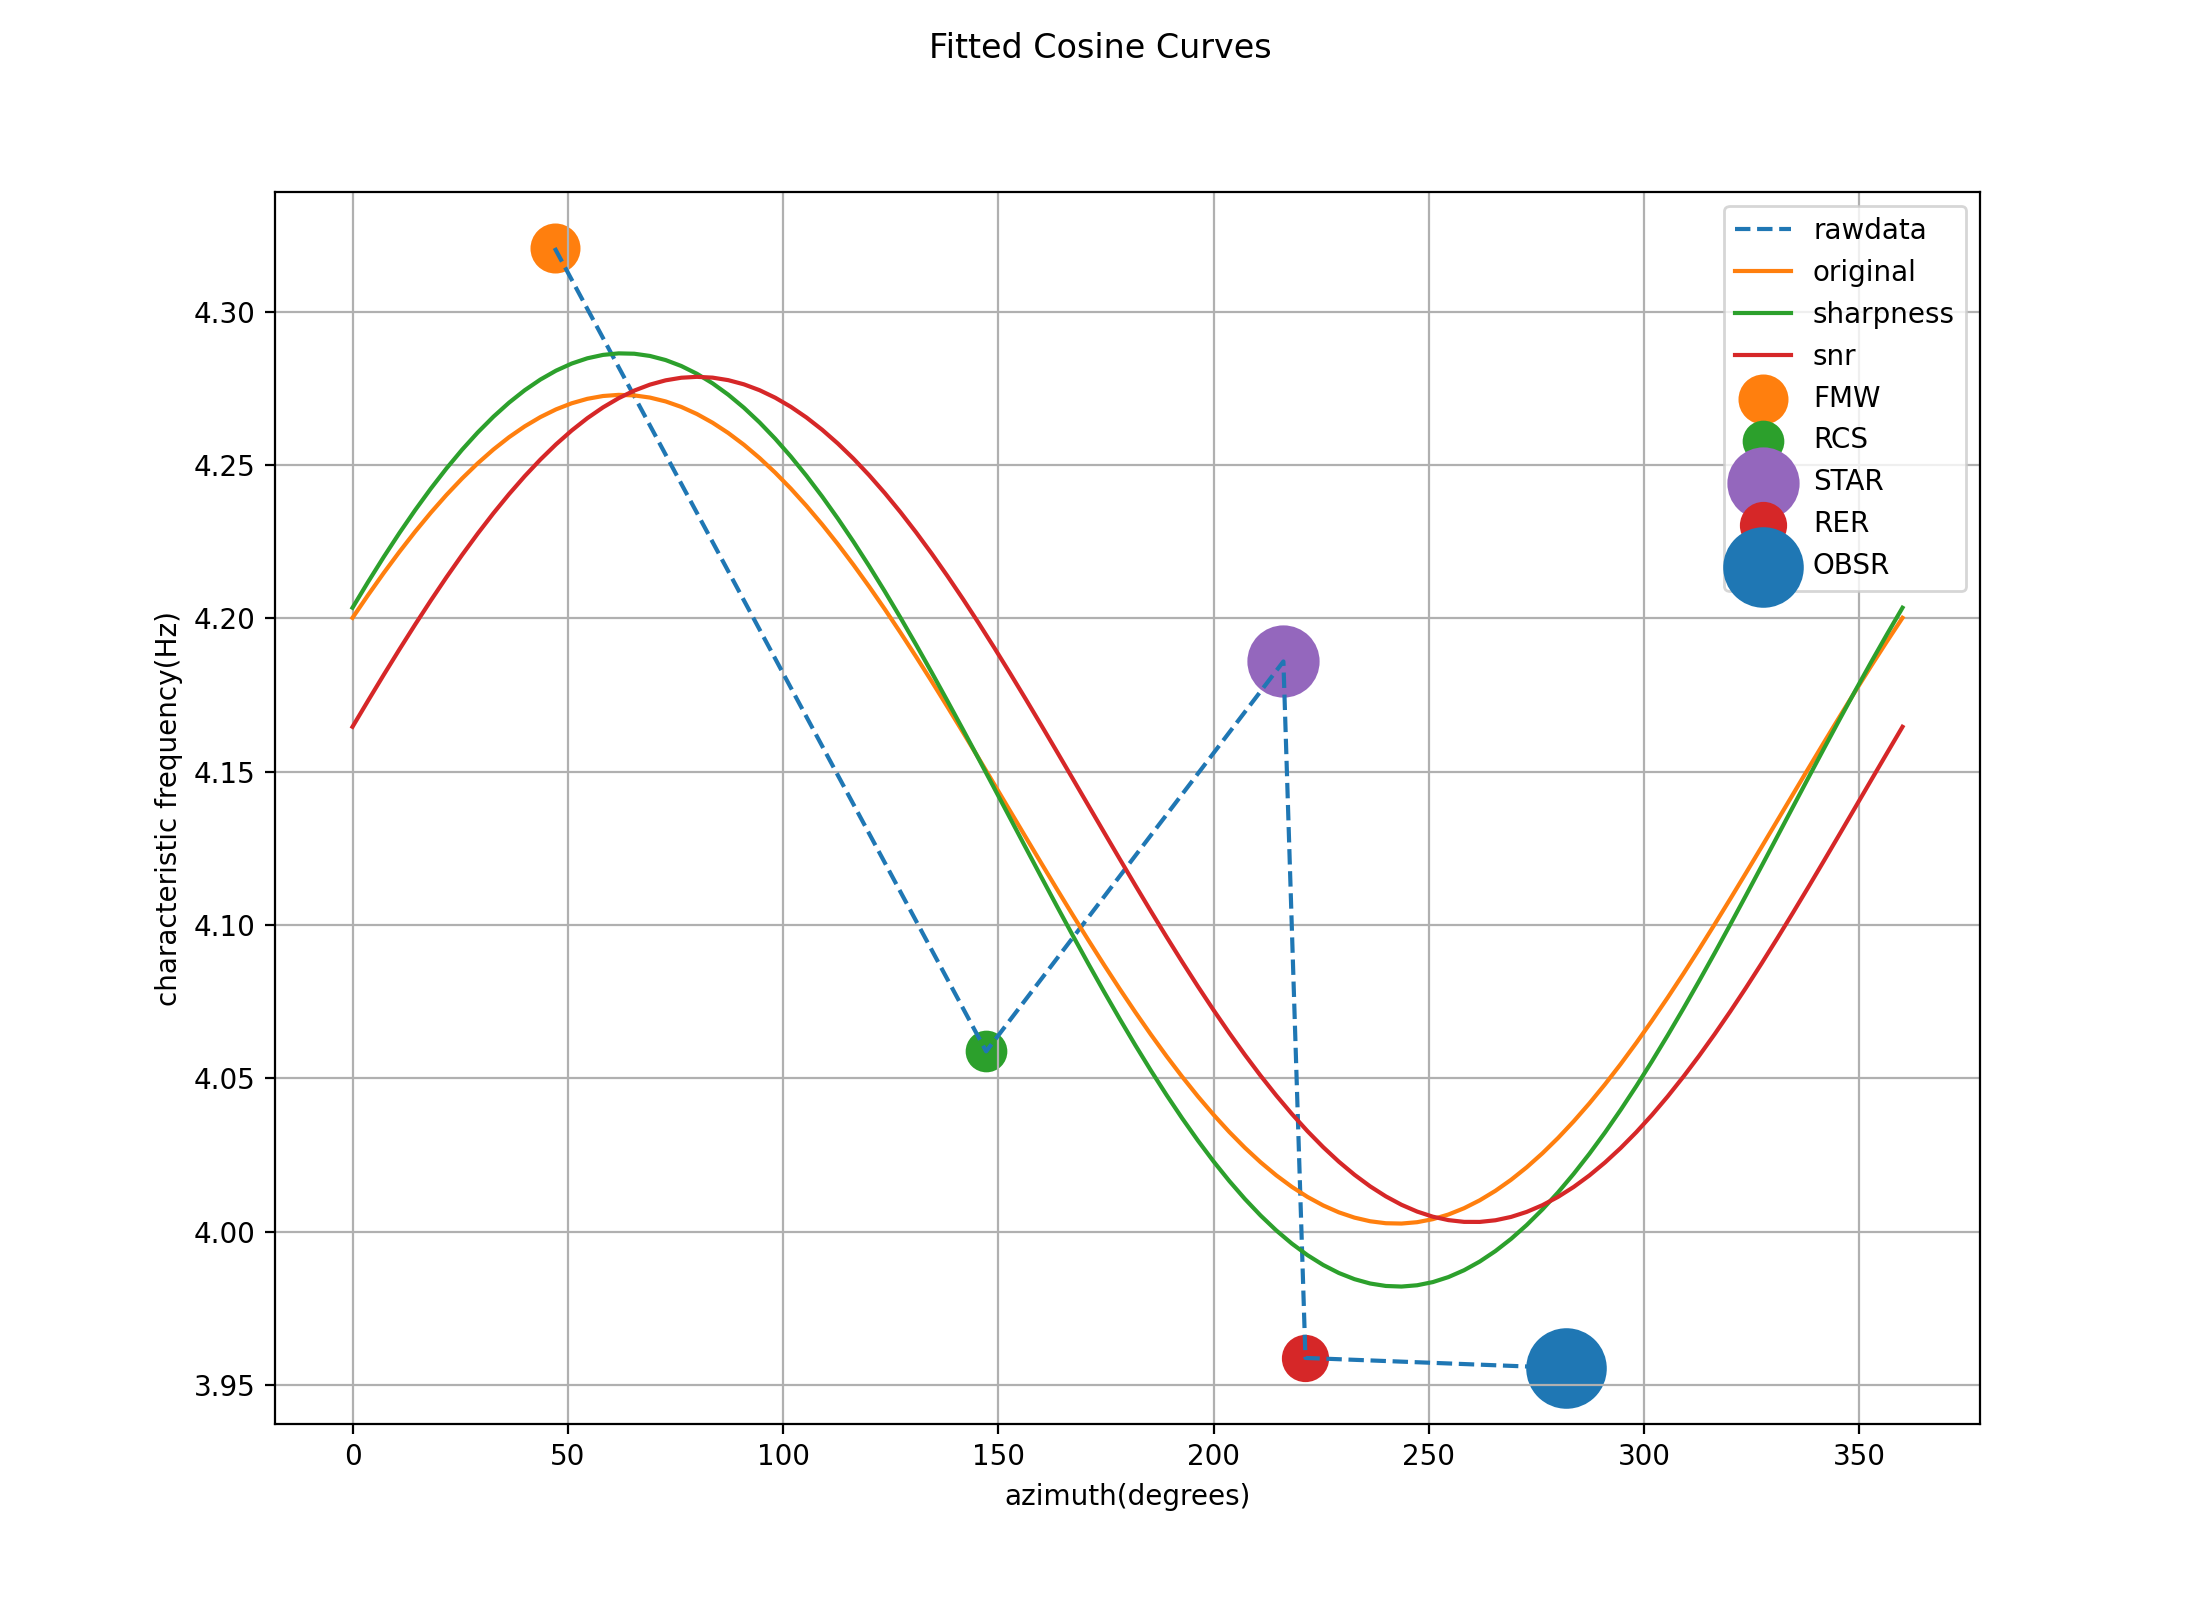 Fitted Cosine Curves
rawdata
original
sharpness
snr
FMW
RCS
STAR
RER
OBSR
characteristic frequency(Hz)
4.30
4.25
4.20
4.15
4.10
4.05
4.00
3.95
0 50 100 150 200 250 300 350
azimuth(degrees)